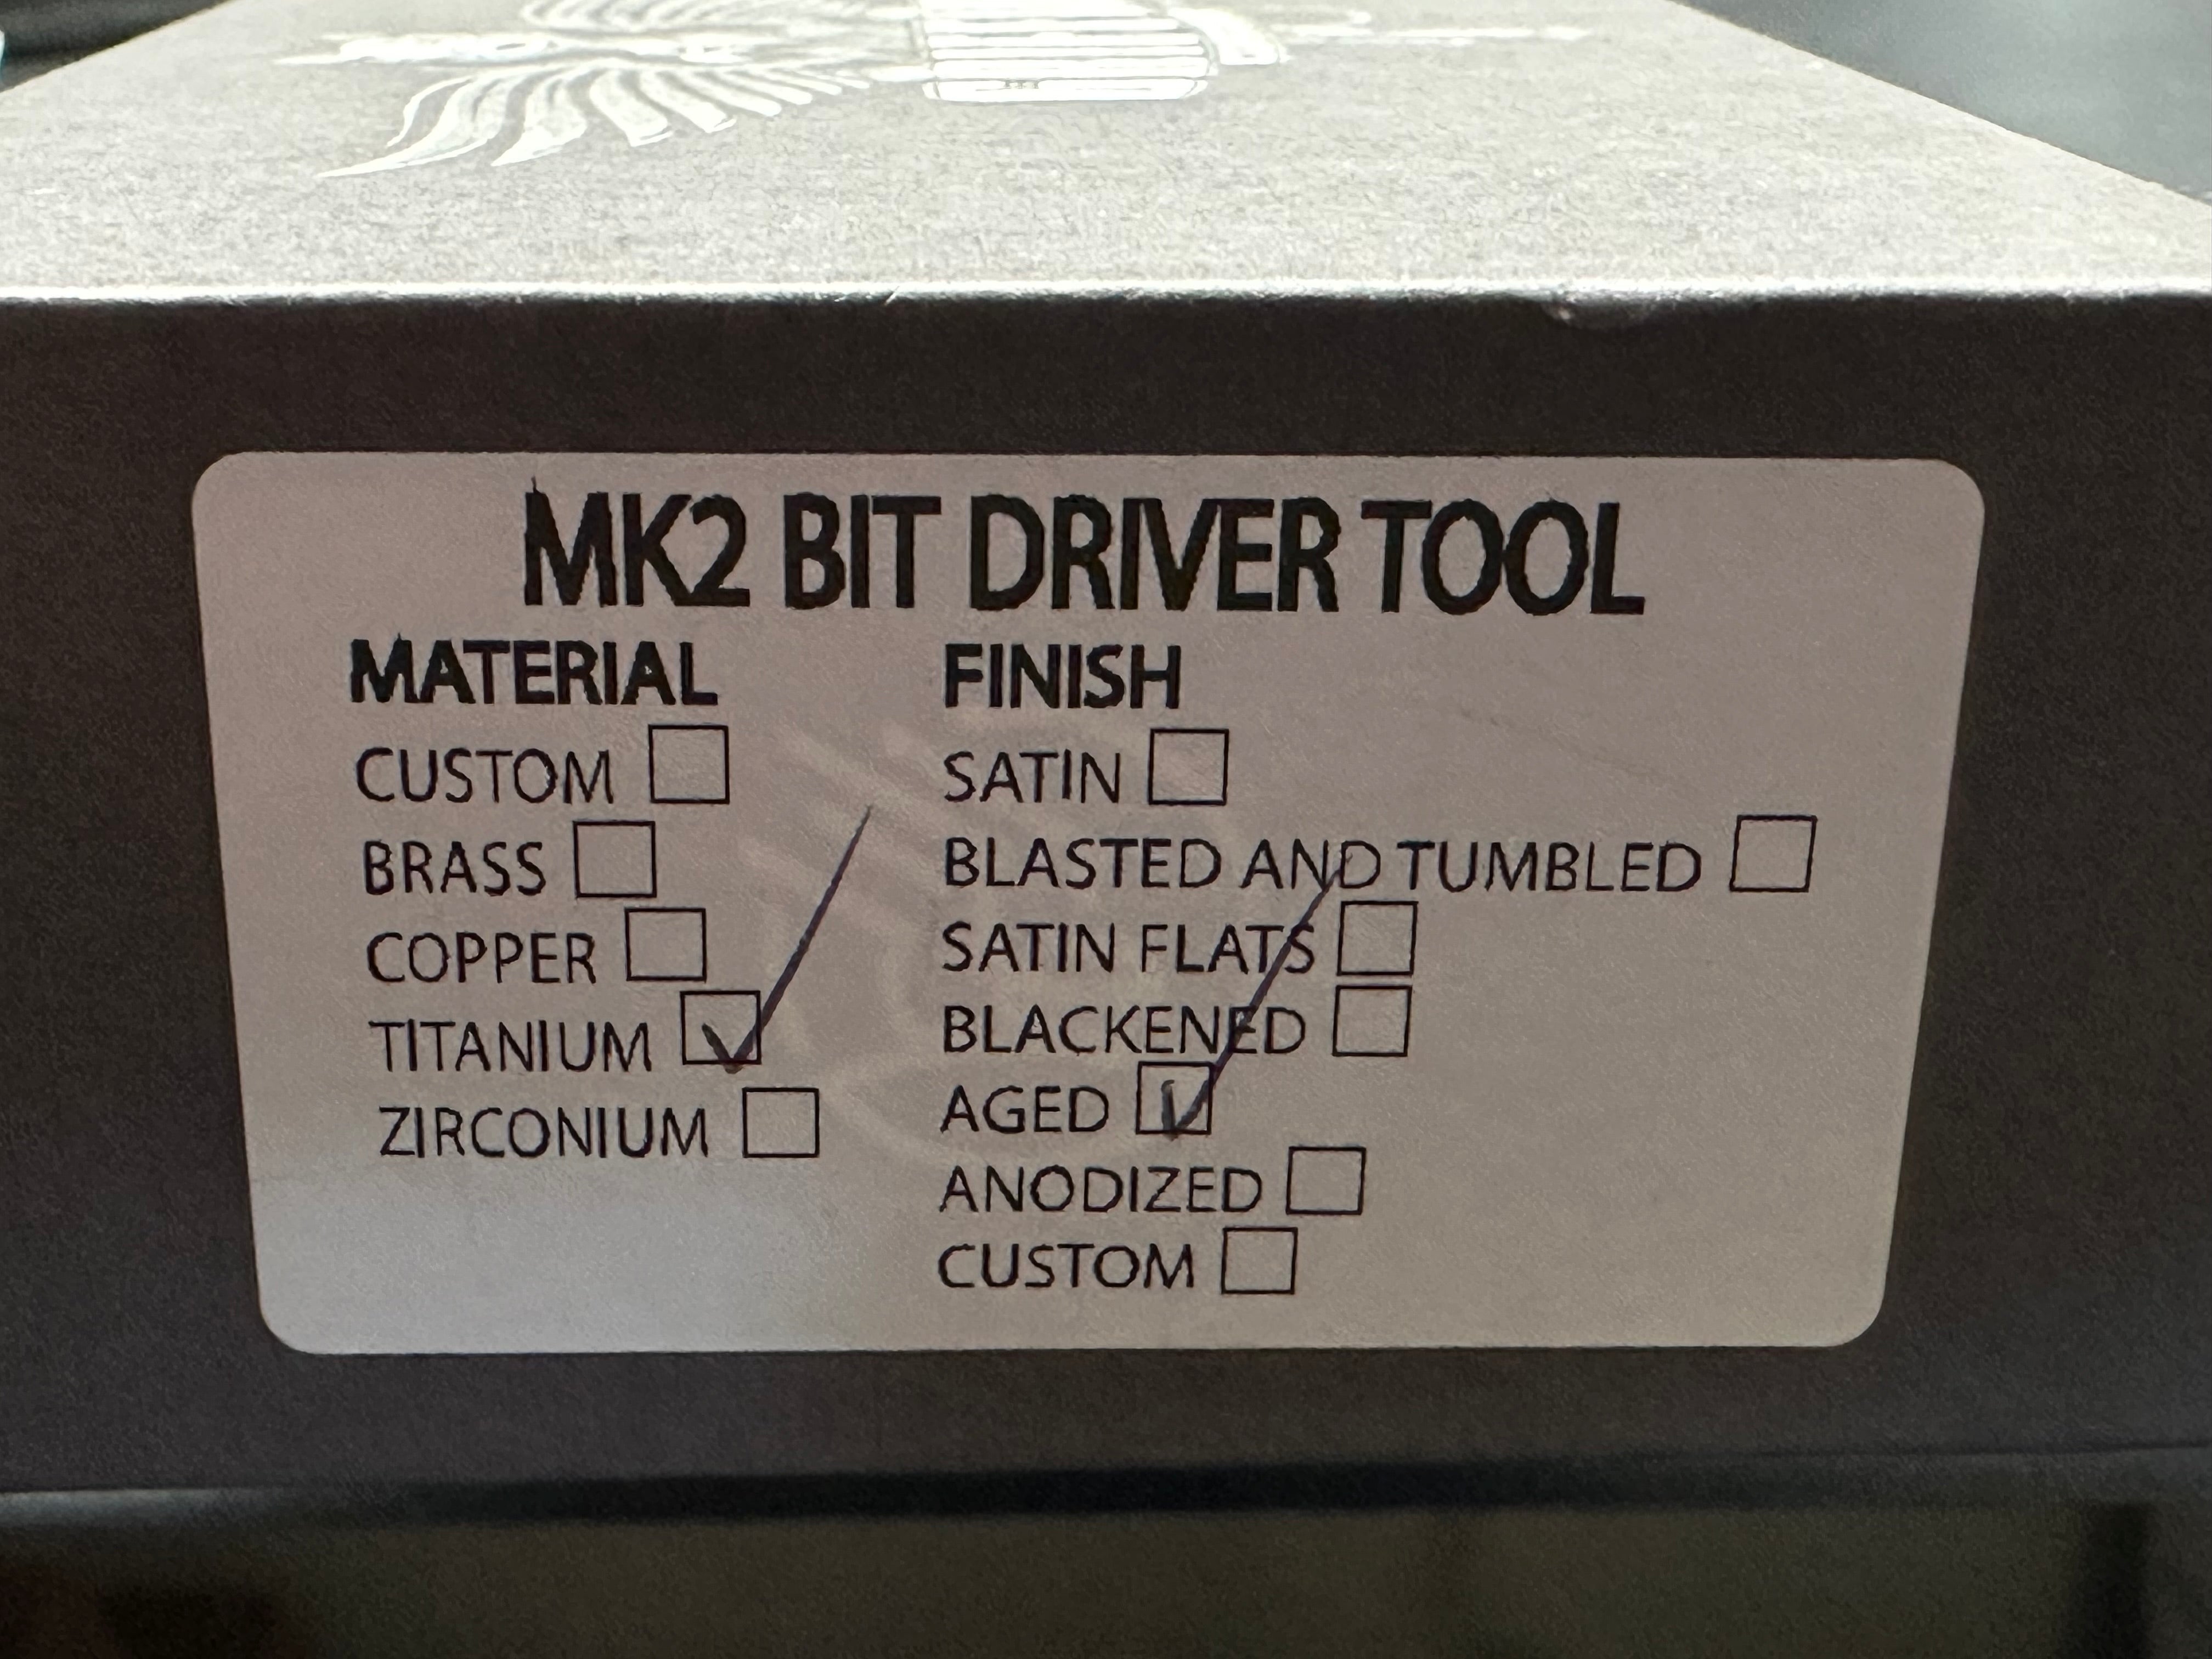 MK2 BIT DRIVER TOOL
MATERIAL
CUSTOM
BRASS
COPPER
TITANIUM
ZIRCONIUM
FINISH
SATIN
BLASTED AND TUMBLED
SATIN FLATS
BLACKENED
AGED
ANODIZED
CUSTOM